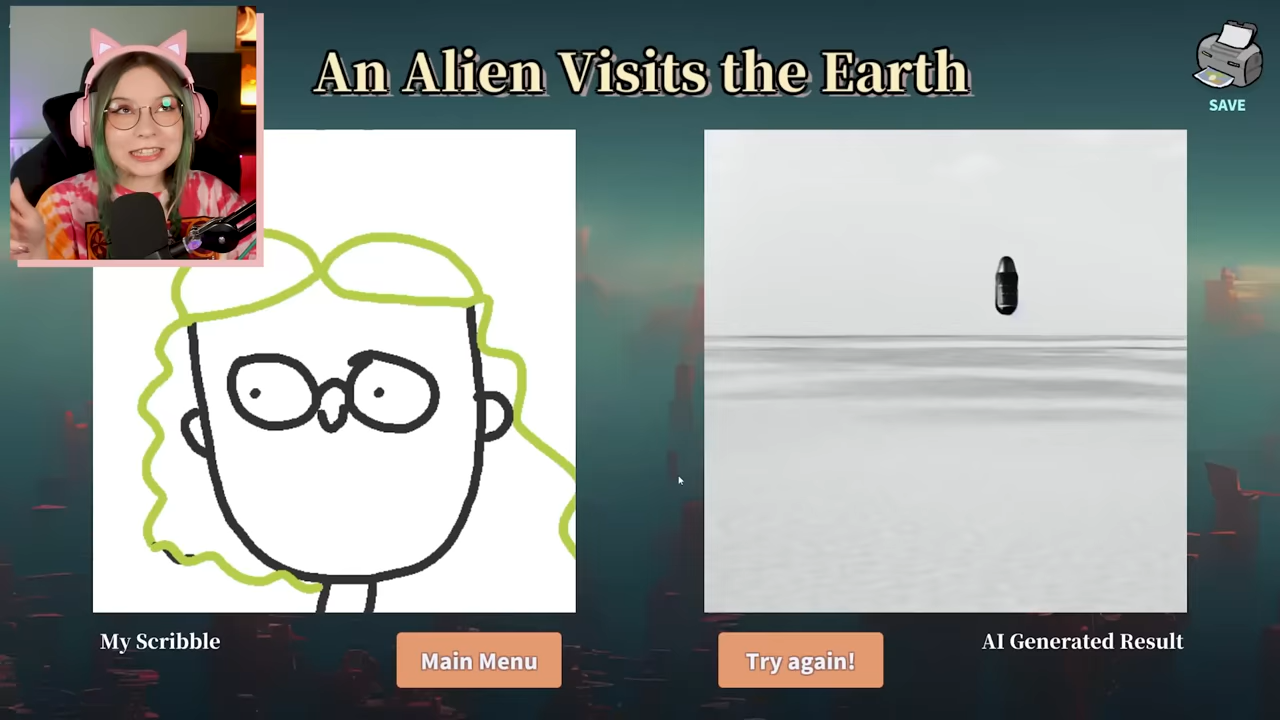 An Alien Visits the Earth
SAVE
My Scribble
Main Menu
Try again!
AI Generated Result